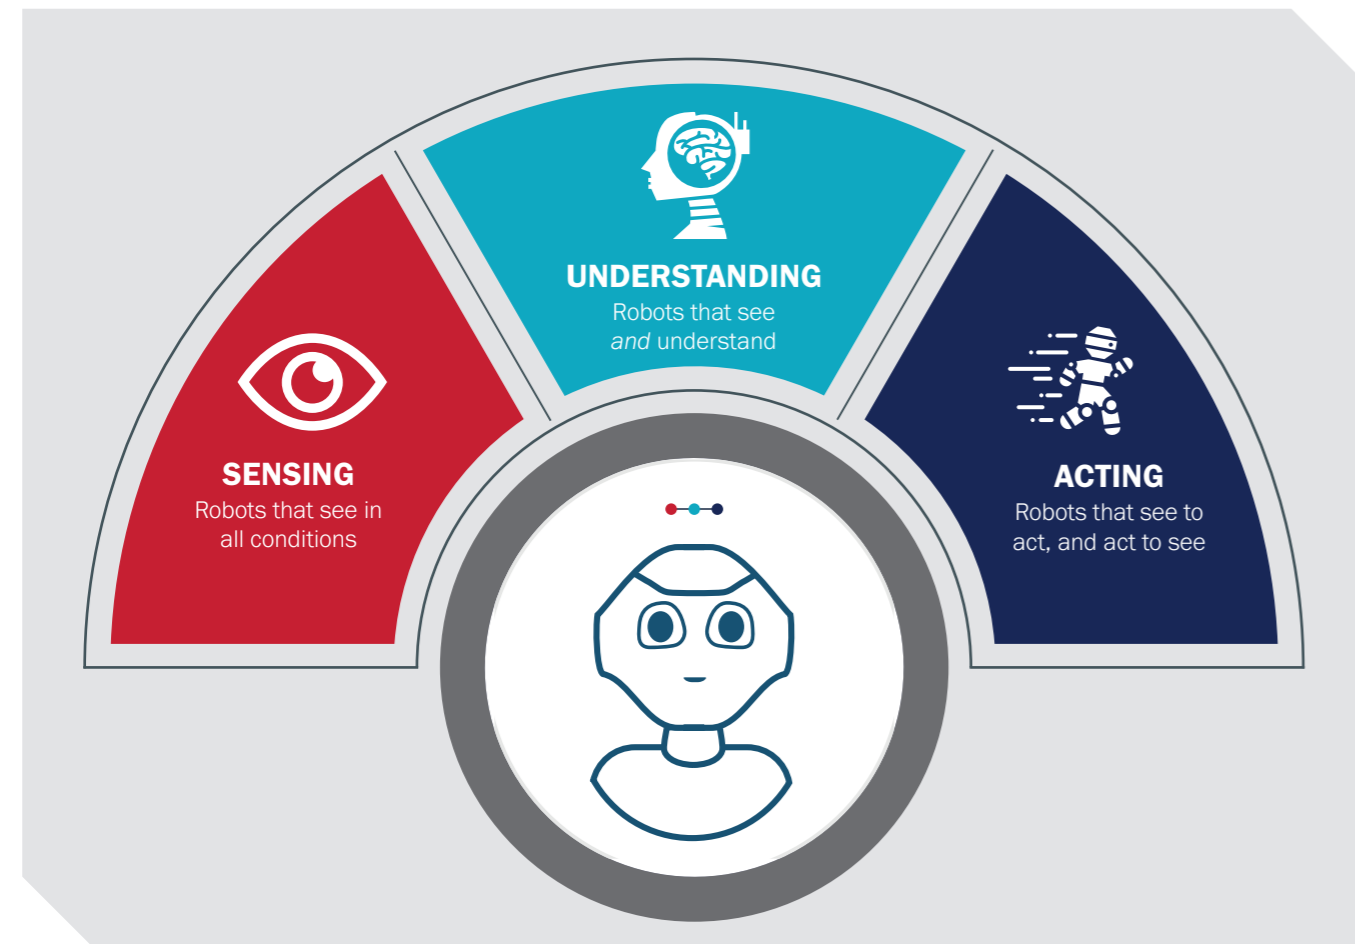 SENSING
Robots that see in
all conditions
UNDERSTANDING
Robots that see
and understand
ACTING
Robots that see to
act, and act to see